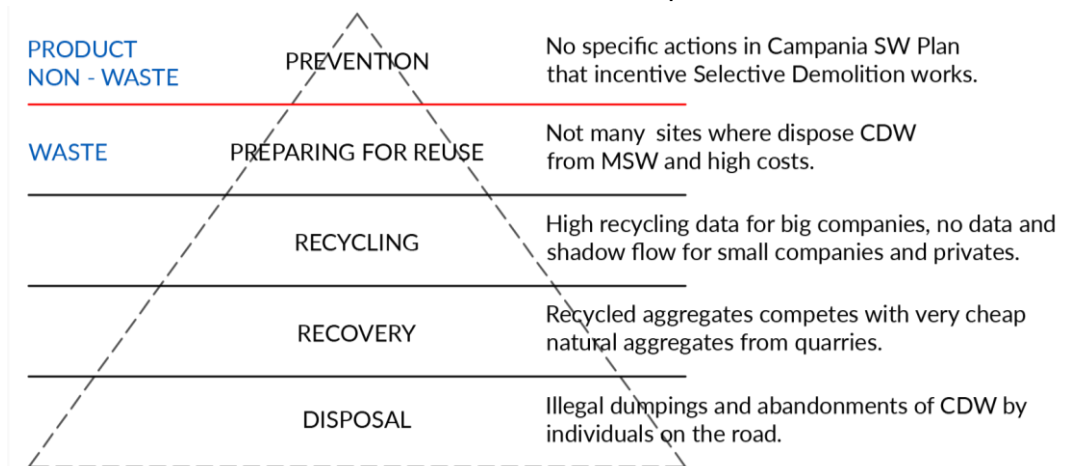 PRODUCT
NON - WASTE
PREVENTION
No specific actions in Campania SW Plan
that incentive Selective Demolition works.
WASTE
PREPARING FOR REUSE
Not many sites where dispose CDW
from MSW and high costs.
RECYCLING
High recycling data for big companies, no data and
shadow flow for small companies and privates.
RECOVERY
Recycled aggregates competes with very cheap
natural aggregates from quarries.
DISPOSAL
Illegal dumpings and abandonments of CDW by
individuals on the road.